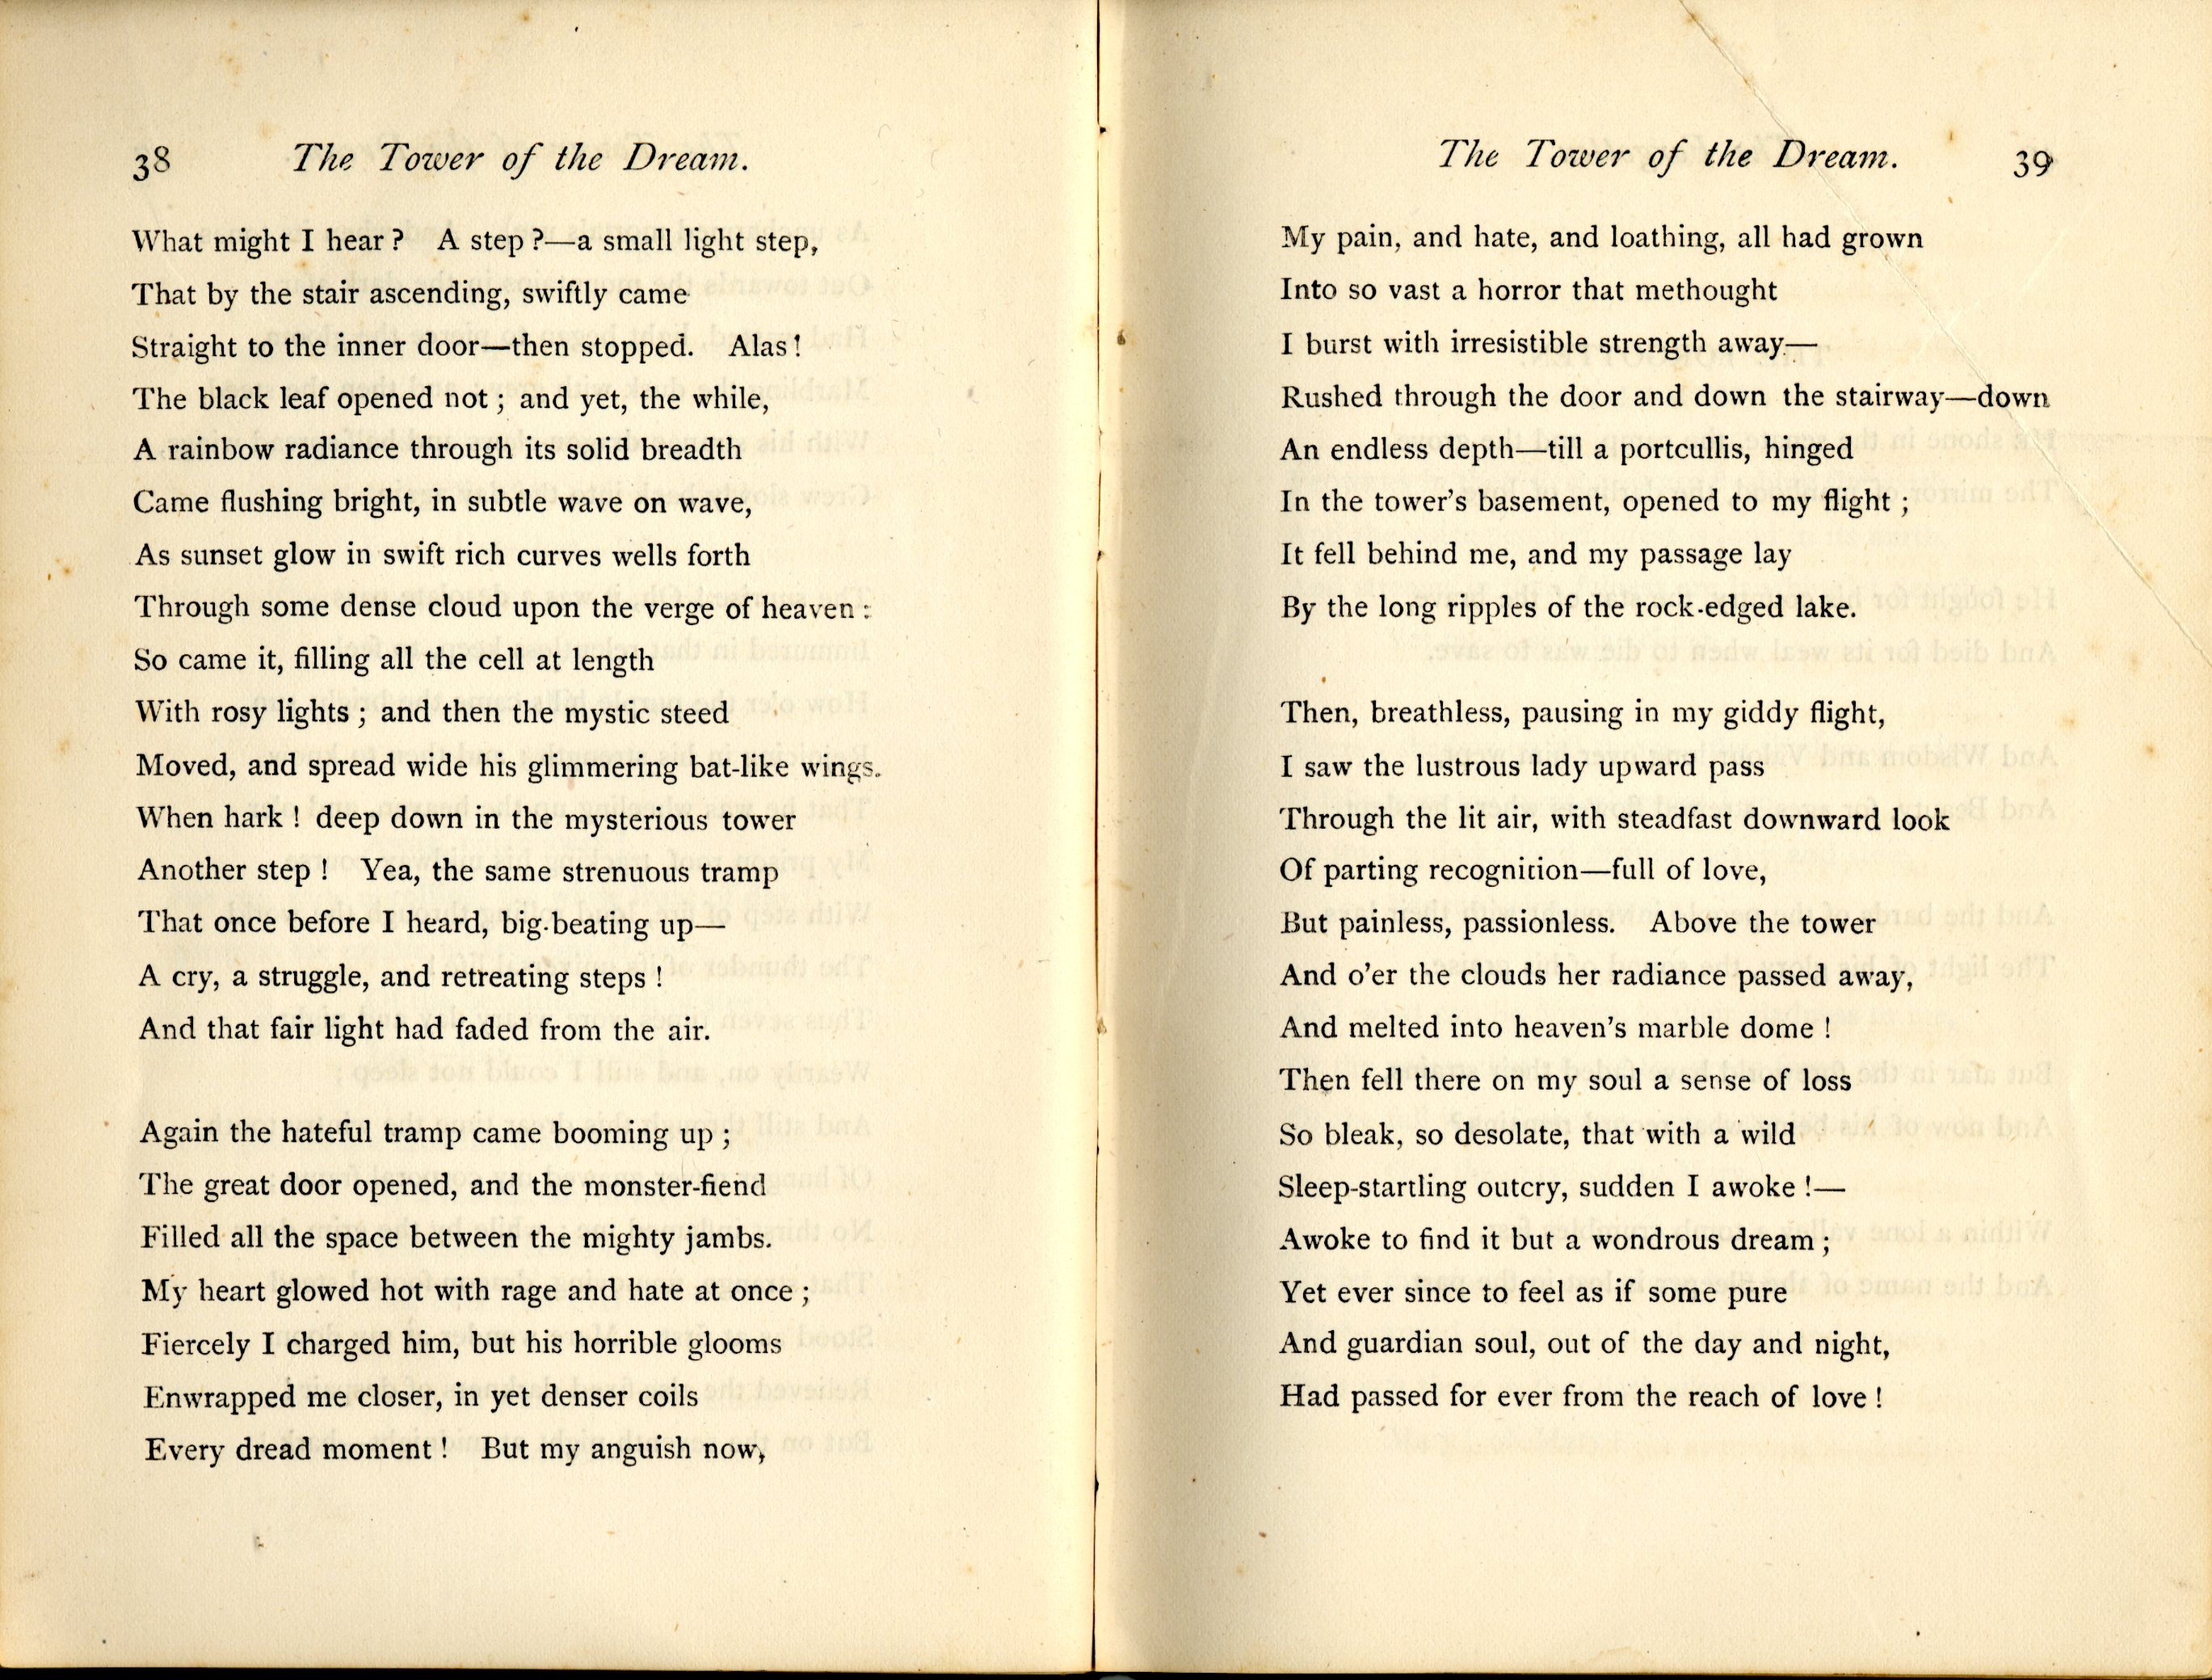 38 The Tower of the Dream.
What might I hear ? A step ?—a small light step,
That by the stair ascending, swiftly came
Straight to the inner door—then stopped. Alas !
The black leaf opened not ; and yet, the while,
A rainbow radiance through its solid breadth
Came flushing bright, in subtle wave on wave,
As sunset glow in swift rich curves wells forth
Through some dense cloud upon the verge of heaven :
So came it, filling all the cell at length
With rosy lights ; and then the mystic steed
Moved, and spread wide his glimmering bat-like wings.
When hark ! deep down in the mysterious tower
Another step ! Yea, the same strenuous tramp
That once before I heard, big-beating up—
A cry, a struggle, and retreating steps !
And that fair light had faded from the air.
Again the hateful tramp came booming up ;
The great door opened, and the monster-fiend
Filled all the space between the mighty jambs.
My heart glowed hot with rage and hate at once ;
Fiercely I charged him, but his horrible glooms
Enwrapped me closer, in yet denser coils
Every dread moment ! But my anguish now,
The Tower of the Dream. 39
My pain, and hate, and loathing, all had grown
Into so vast a horror that methought
I burst with irresistible strength away—
Rushed through the door and down the stairway—down
An endless depth—till a portcullis, hinged
In the tower's basement, opened to my flight ;
It fell behind me, and my passage lay
By the long ripples of the rock-edged lake.
Then, breathless, pausing in my giddy flight,
I saw the lustrous lady upward pass
Through the lit air, with steadfast downward look
Of parting recognition—full of love,
But painless, passionless. Above the tower
And o'er the clouds her radiance passed away,
And melted into heaven's marble dome !
Then fell there on my soul a sense of loss
So bleak, so desolate, that with a wild
Sleep-startling outcry, sudden I awoke !—
Awoke to find it but a wondrous dream ;
Yet ever since to feel as if some pure
And guardian soul, out of the day and night,
Had passed for ever from the reach of love !